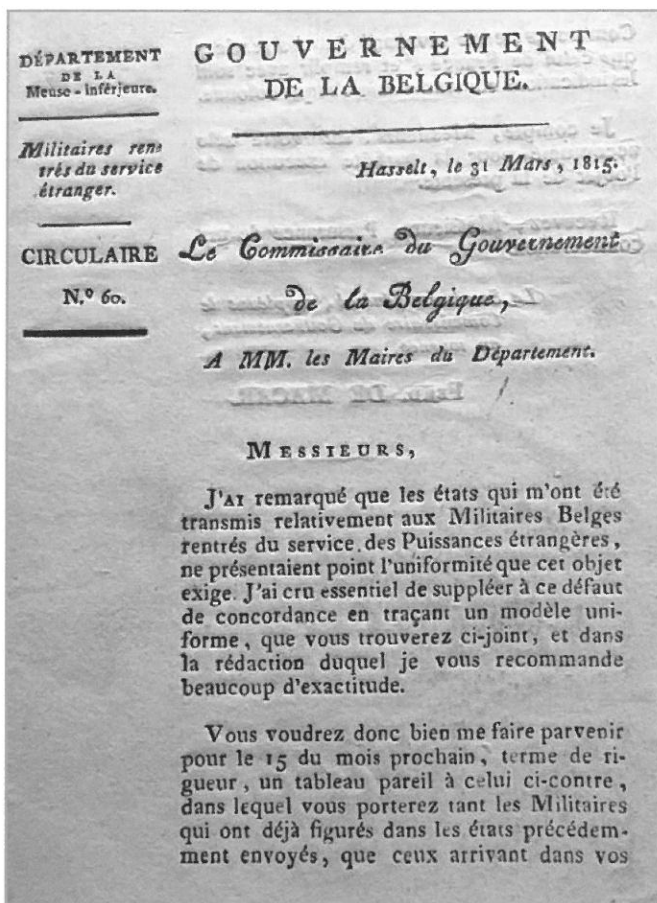 DÉPARTEMENT
DE LA
Meuse-inférieure.
Militaires ren-
trés du service
étranger.
CIRCULAIRE
N.º 60.
GOUVERNEMENT
DE LA BELGIQUE.
Hasselt, le 31 Mars, 1815.
Le Commissaire du Gouvernement
de la Belgique,
A MM. les Maires du Département.
MESSIEURS,
J'AI remarqué que les états qui m'ont été
transmis relativement aux Militaires Belges
rentrés du service des Puissances étrangères,
ne présentaient point l'uniformité que cet objet
exige. J'ai cru essentiel de suppléer à ce défaut
de concordance en traçant un modèle uni-
forme, que vous trouverez ci-joint, et dans
la rédaction duquel je vous recommande
beaucoup d'exactitude.
Vous voudrez donc bien me faire parvenir
pour le 15 du mois prochain, terme de ri-
gueur, un tableau pareil à celui ci-contre,
dans lequel vous porterez tant les Militaires
qui ont déjà figurés dans les états précédem-
ment envoyés, que ceux arrivant dans vos